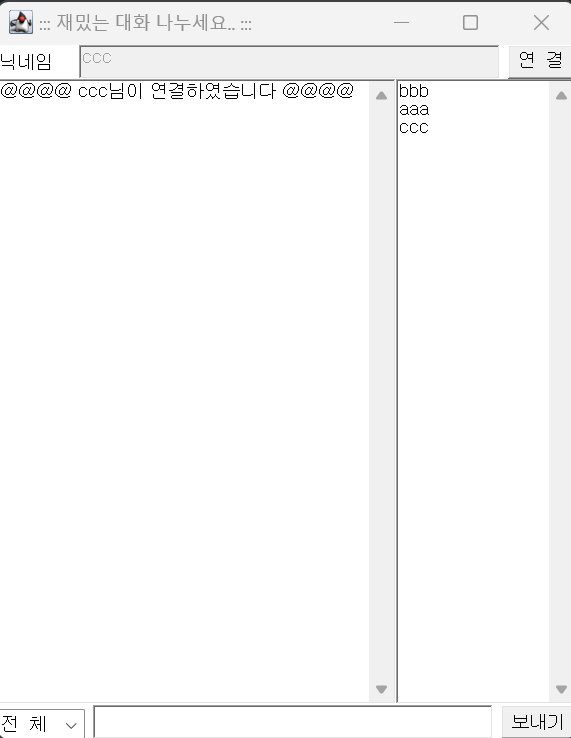 ::: 재밌는 대화 나누세요.. :::
닉네임 ccc 연 결
@@@@ ccc님이 연결하였습니다 @@@@
bbb
aaa
ccc
전 체 보내기